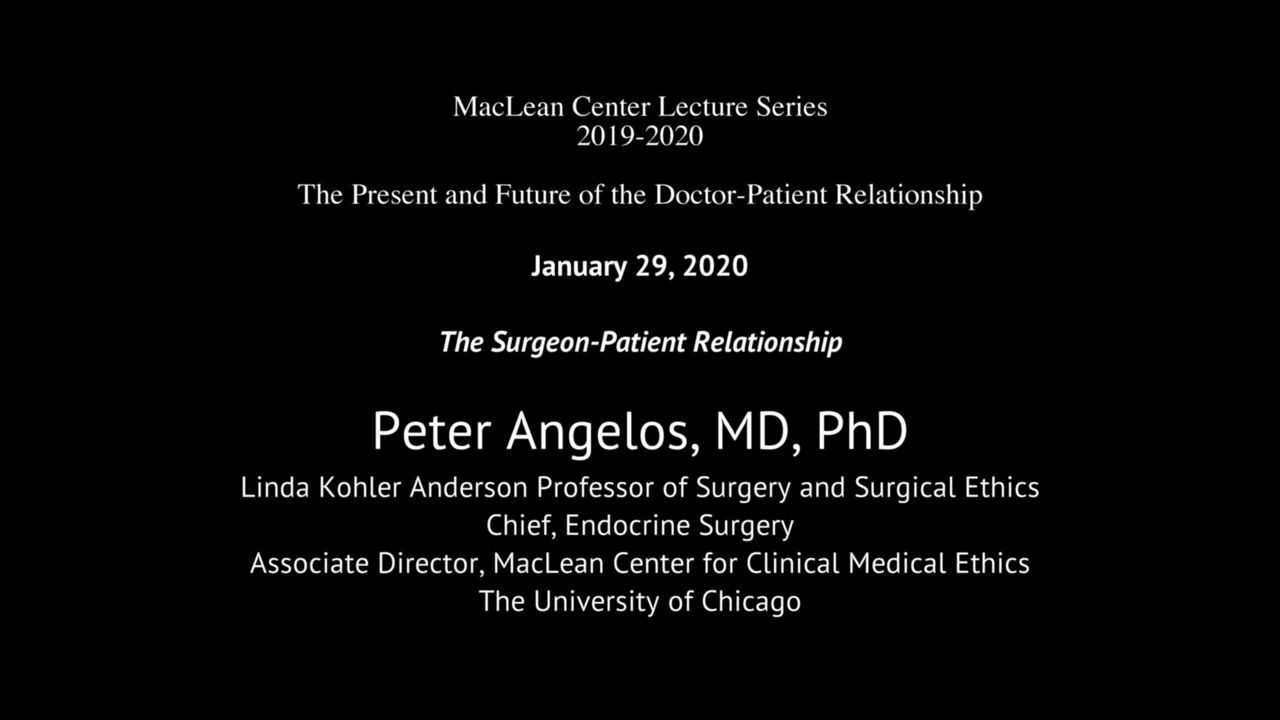 MacLean Center Lecture Series
2019-2020
The Present and Future of the Doctor-Patient Relationship
January 29, 2020
The Surgeon-Patient Relationship
Peter Angelos, MD, PhD
Linda Kohler Anderson Professor of Surgery and Surgical Ethics
Chief, Endocrine Surgery
Associate Director, MacLean Center for Clinical Medical Ethics
The University of Chicago